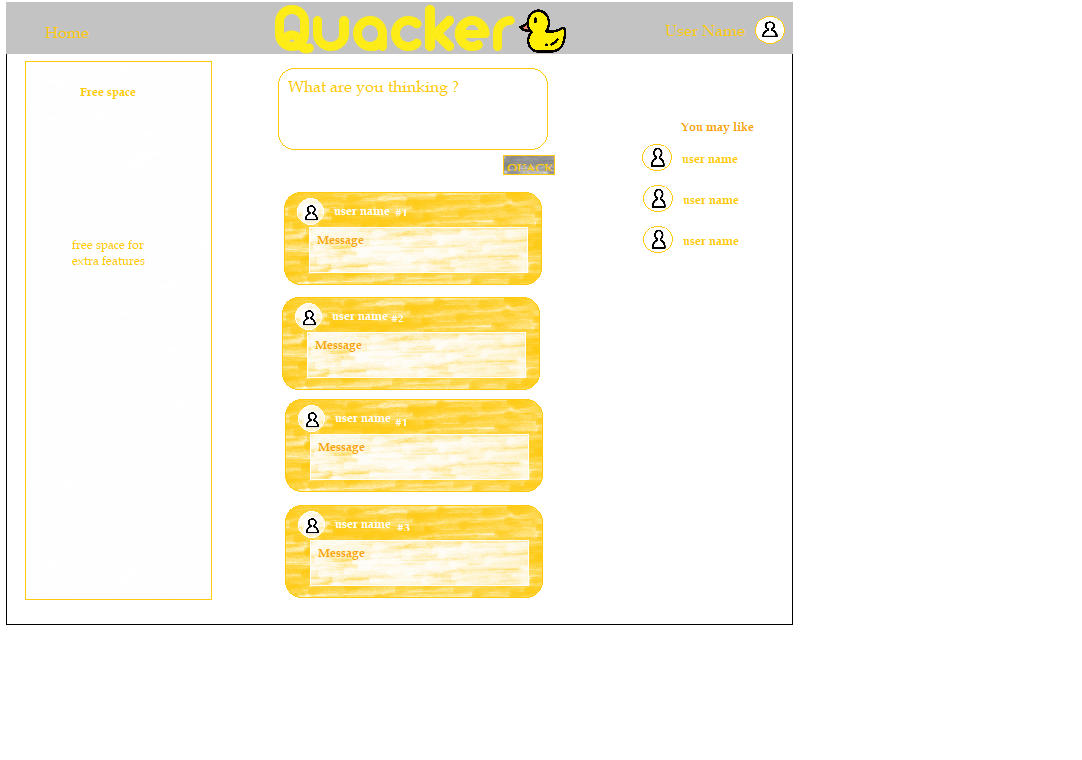 Home
Quacker
User Name
Free space
free space for
extra features
What are you thinking ?
QUACK
user name #1
Message
user name #2
Message
user name #1
Message
user name #3
Message
You may like
user name
user name
user name